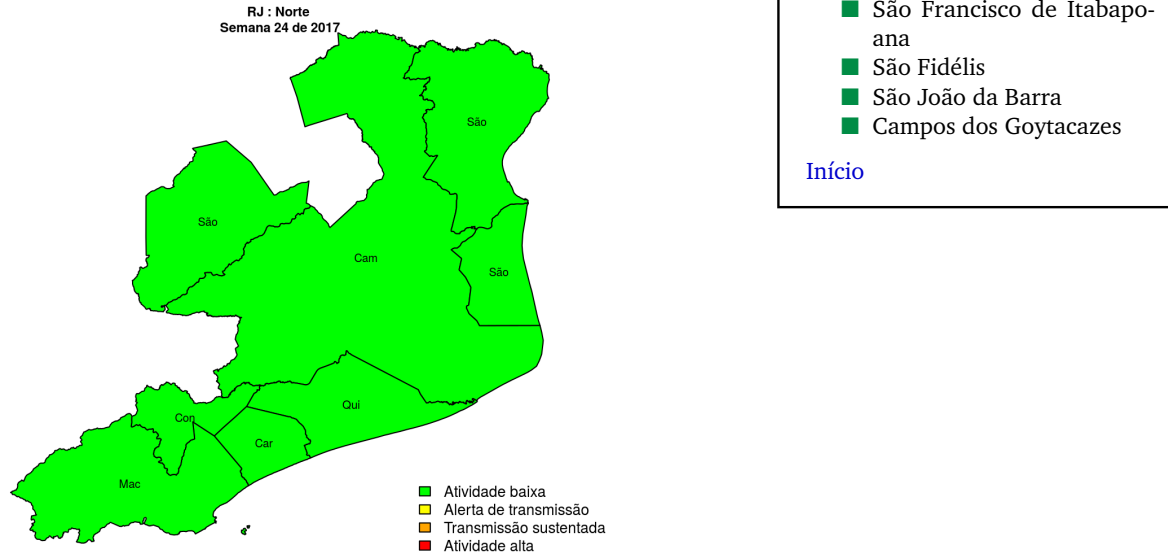 RJ : Norte
Semana 24 de 2017
São
São
Cam
São
Qui
Con
Car
Mac
Atividade baixa
Alerta de transmissão
Transmissão sustentada
Atividade alta
São Francisco de Itabapo-
ana
São Fidélis
São João da Barra
Campos dos Goytacazes
Início